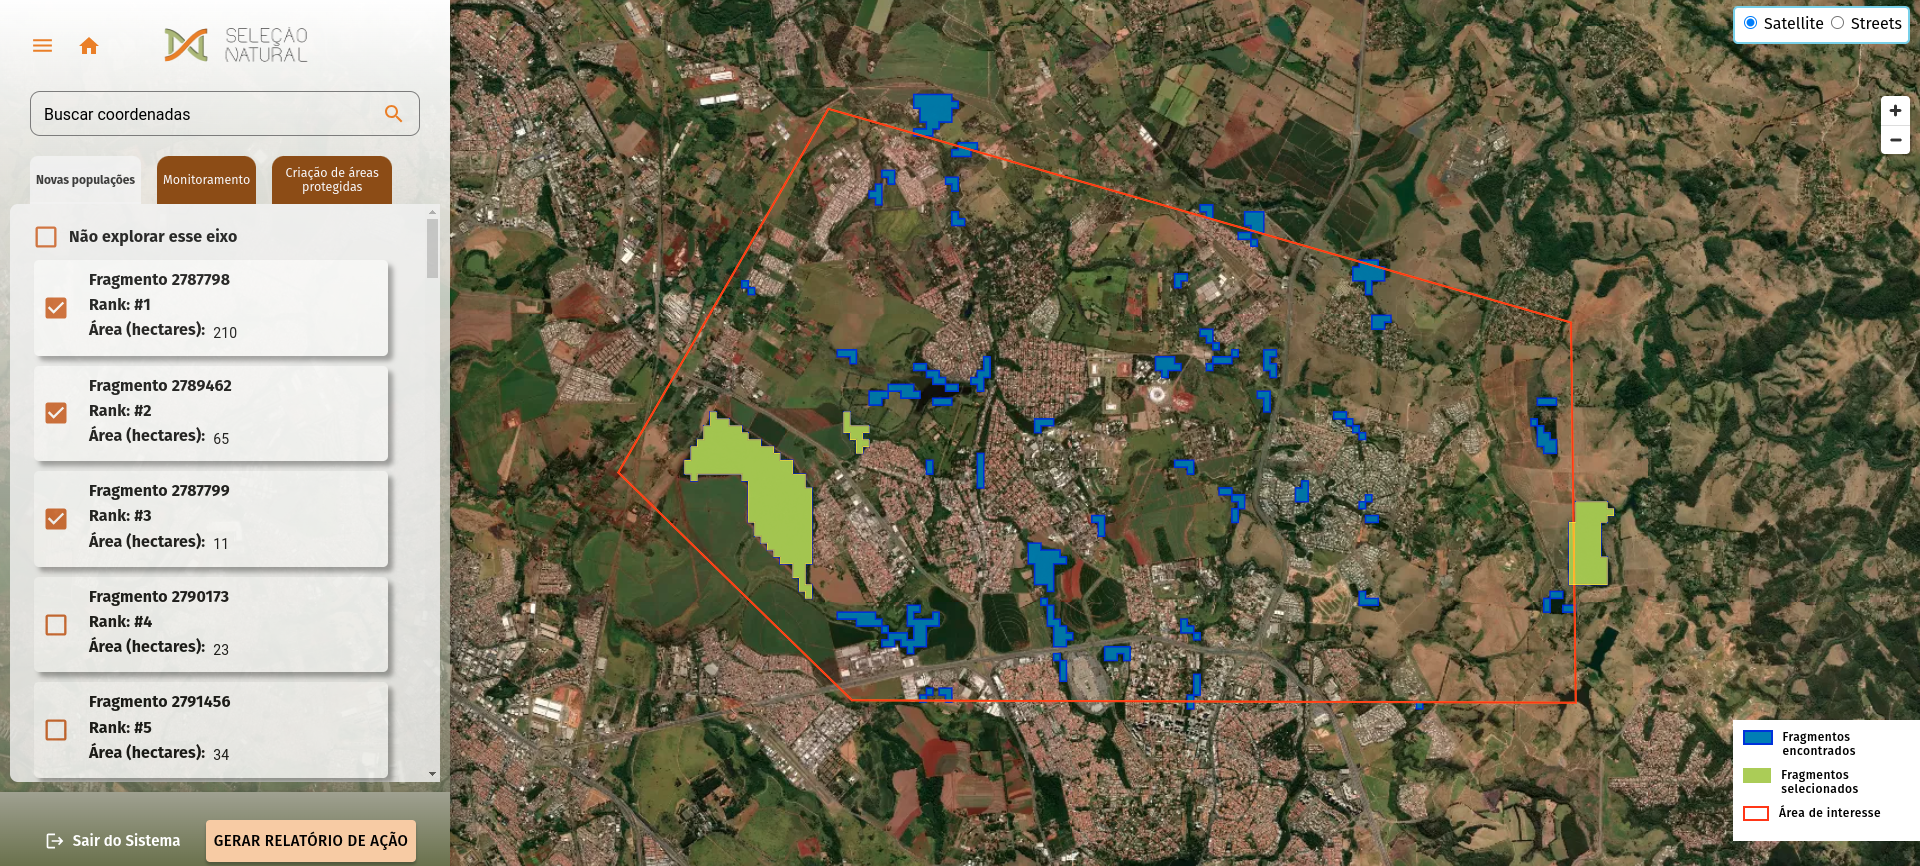 SELEÇÃO
NATURAL
Buscar coordenadas
Novas populações
Monitoramento
Criação de áreas
protegidas
Não explorar esse eixo
Fragmento 2787798
Rank: #1
Área (hectares): 210
Fragmento 2789462
Rank: #2
Área (hectares): 65
Fragmento 2787799
Rank: #3
Área (hectares): 11
Fragmento 2790173
Rank: #4
Área (hectares): 23
Fragmento 2791456
Rank: #5
Área (hectares): 34
Sair do Sistema
GERAR RELATÓRIO DE AÇÃO
Satellite Streets
+
−
Fragmentos
encontrados
Fragmentos
selecionados
Área de interesse